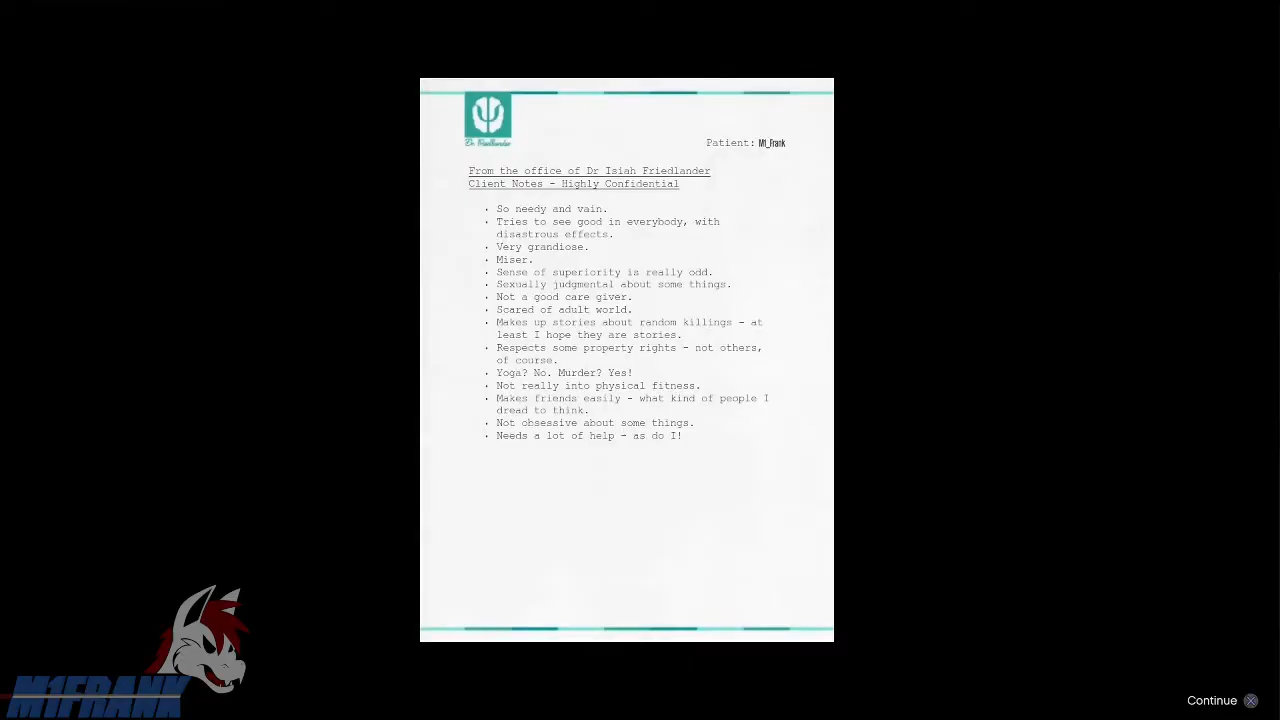 Dr. Friedlander
Patient: M1_Frank
From the office of Dr Isiah Friedlander
Client Notes - Highly Confidential
· So needy and vain.
· Tries to see good in everybody, with
disastrous effects.
· Very grandiose.
· Miser.
· Sense of superiority is really odd.
· Sexually judgmental about some things.
· Not a good care giver.
· Scared of adult world.
· Makes up stories about random killings - at
least I hope they are stories.
· Respects some property rights - not others,
of course.
· Yoga? No. Murder? Yes!
· Not really into physical fitness.
· Makes friends easily - what kind of people I
dread to think.
· Not obsessive about some things.
· Needs a lot of help - as do I!
M1FRANK
Continue